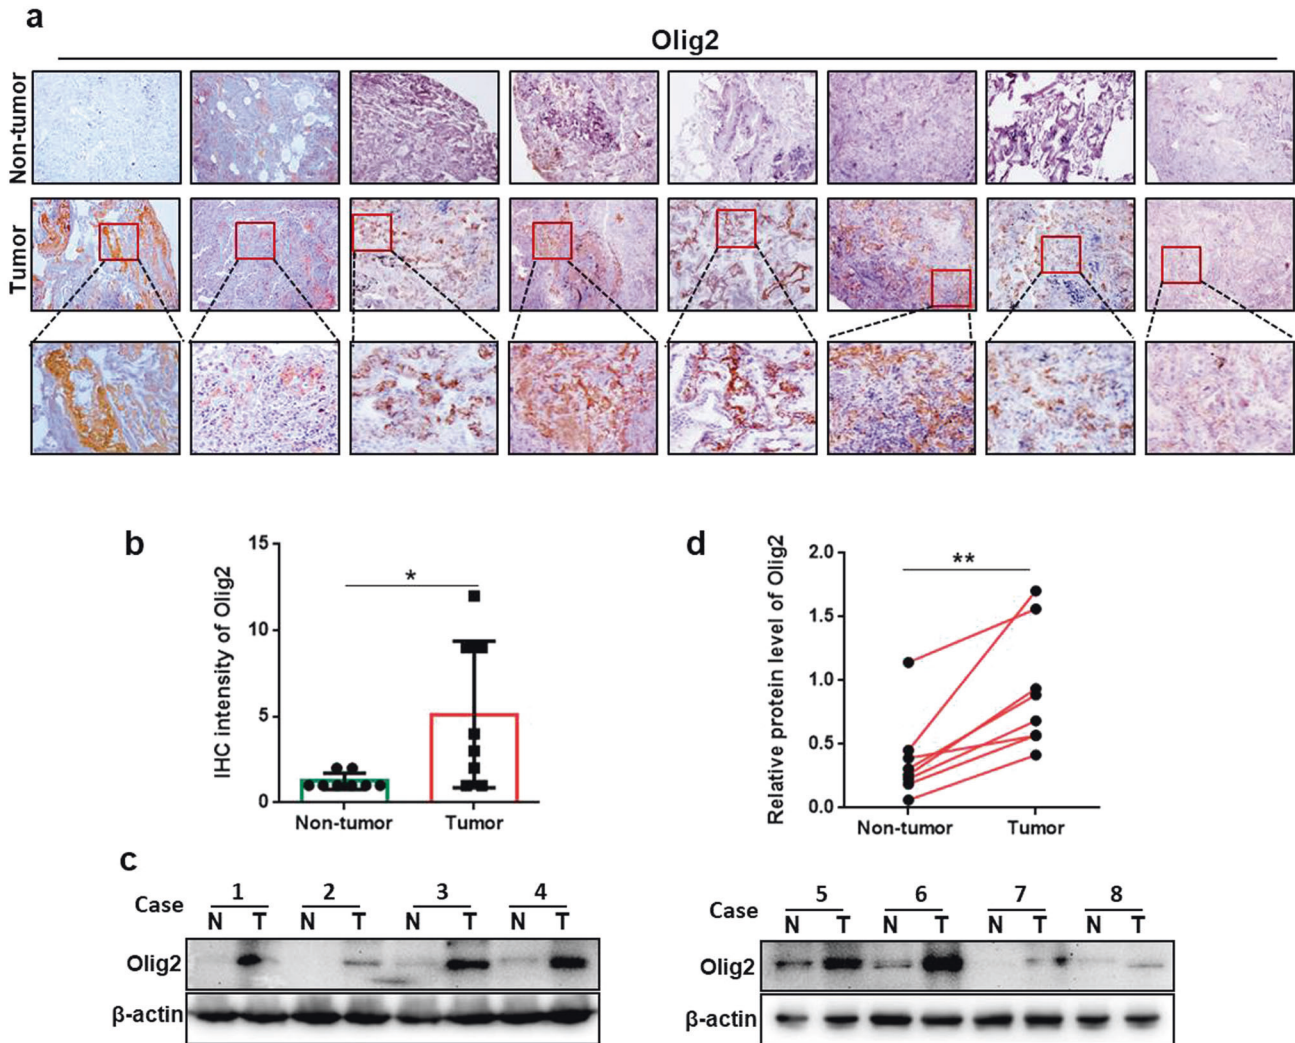 a
Olig2
Non-tumor
Tumor
b
IHC intensity of Olig2
15
10
5
0
*
Non-tumor
Tumor
d
Relative protein level of Olig2
2.0
1.5
1.0
0.5
0.0
**
Non-tumor
Tumor
c
Case
1 2 3 4
N T N T N T N T
Olig2
β-actin
Case
5 6 7 8
N T N T N T N T
Olig2
β-actin